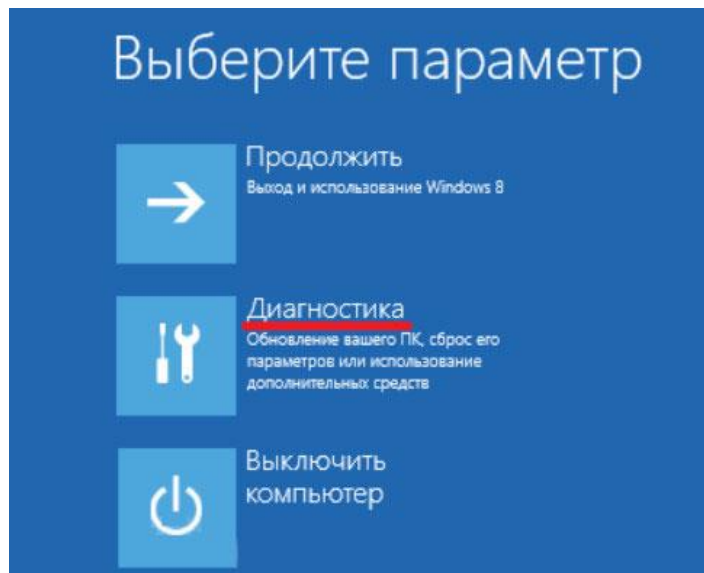 Выберите параметр
Продолжить
Выход и использование Windows 8
Диагностика
Обновление вашего ПК, сброс его
параметров или использование
дополнительных средств
Выключить
компьютер